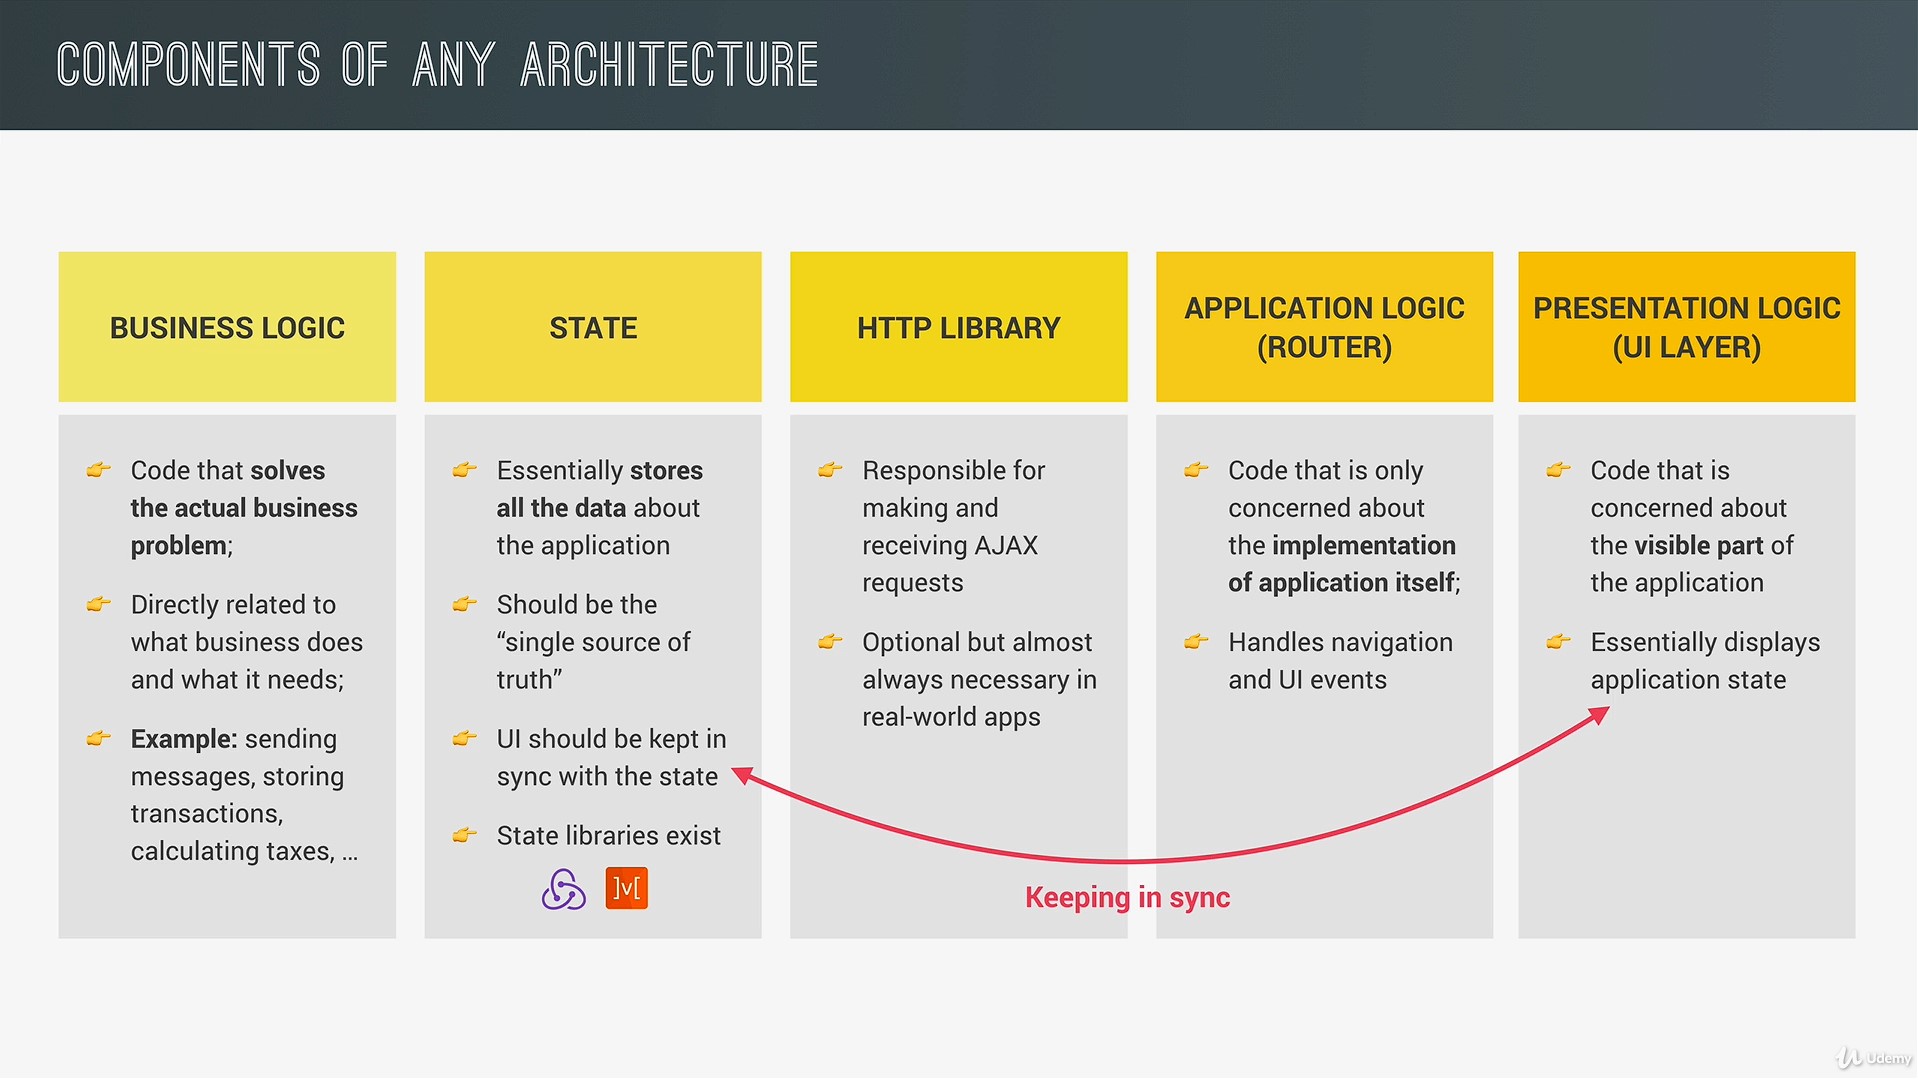 COMPONENTS OF ANY ARCHITECTURE
BUSINESS LOGIC
Code that solves
the actual business
problem;
Directly related to
what business does
and what it needs;
Example: sending
messages, storing
transactions,
calculating taxes, …
STATE
Essentially stores
all the data about
the application
Should be the
“single source of
truth”
UI should be kept in
sync with the state
State libraries exist
]v[
HTTP LIBRARY
Responsible for
making and
receiving AJAX
requests
Optional but almost
always necessary in
real-world apps
APPLICATION LOGIC
(ROUTER)
Code that is only
concerned about
the implementation
of application itself;
Handles navigation
and UI events
PRESENTATION LOGIC
(UI LAYER)
Code that is
concerned about
the visible part of
the application
Essentially displays
application state
Keeping in sync
Udemy